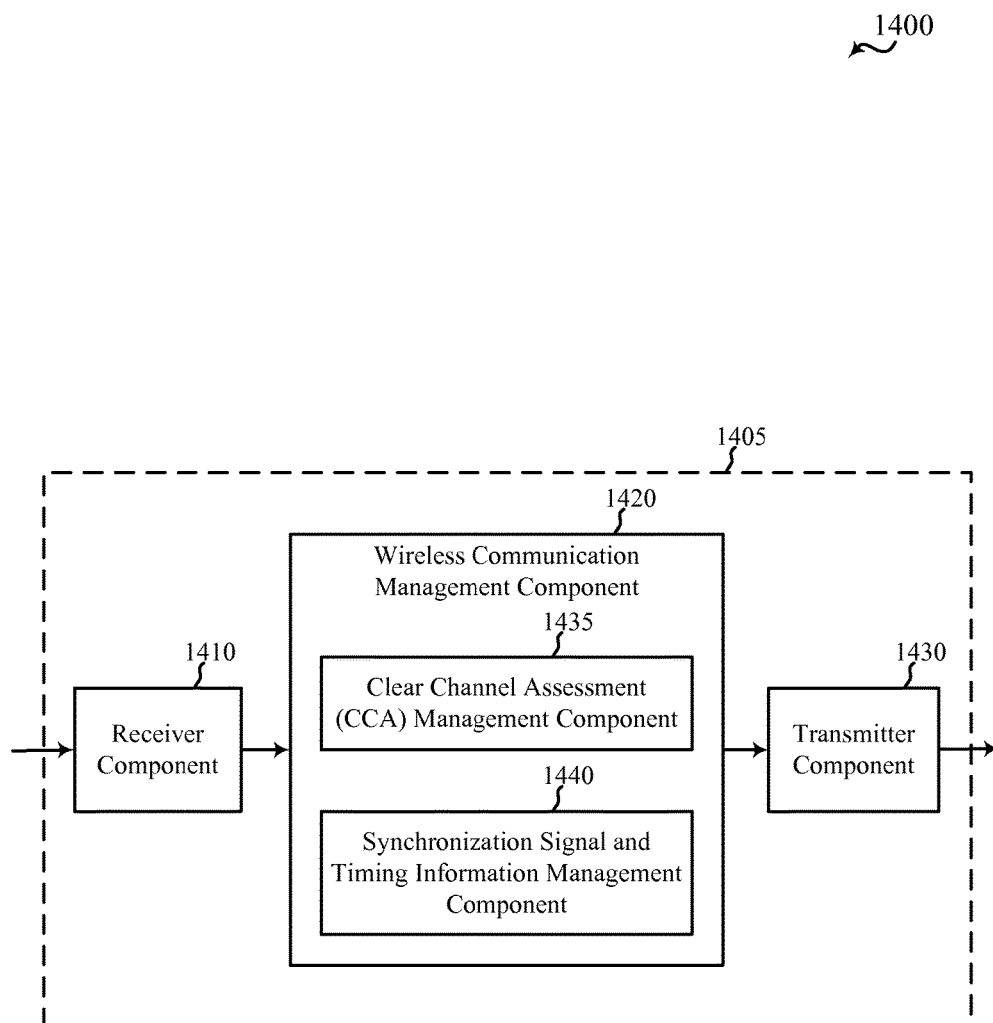 1400
1405
1420
Wireless Communication
Management Component
1435
Clear Channel Assessment
(CCA) Management Component
1410
Receiver
Component
1430
Transmitter
Component
1440
Synchronization Signal and
Timing Information Management
Component